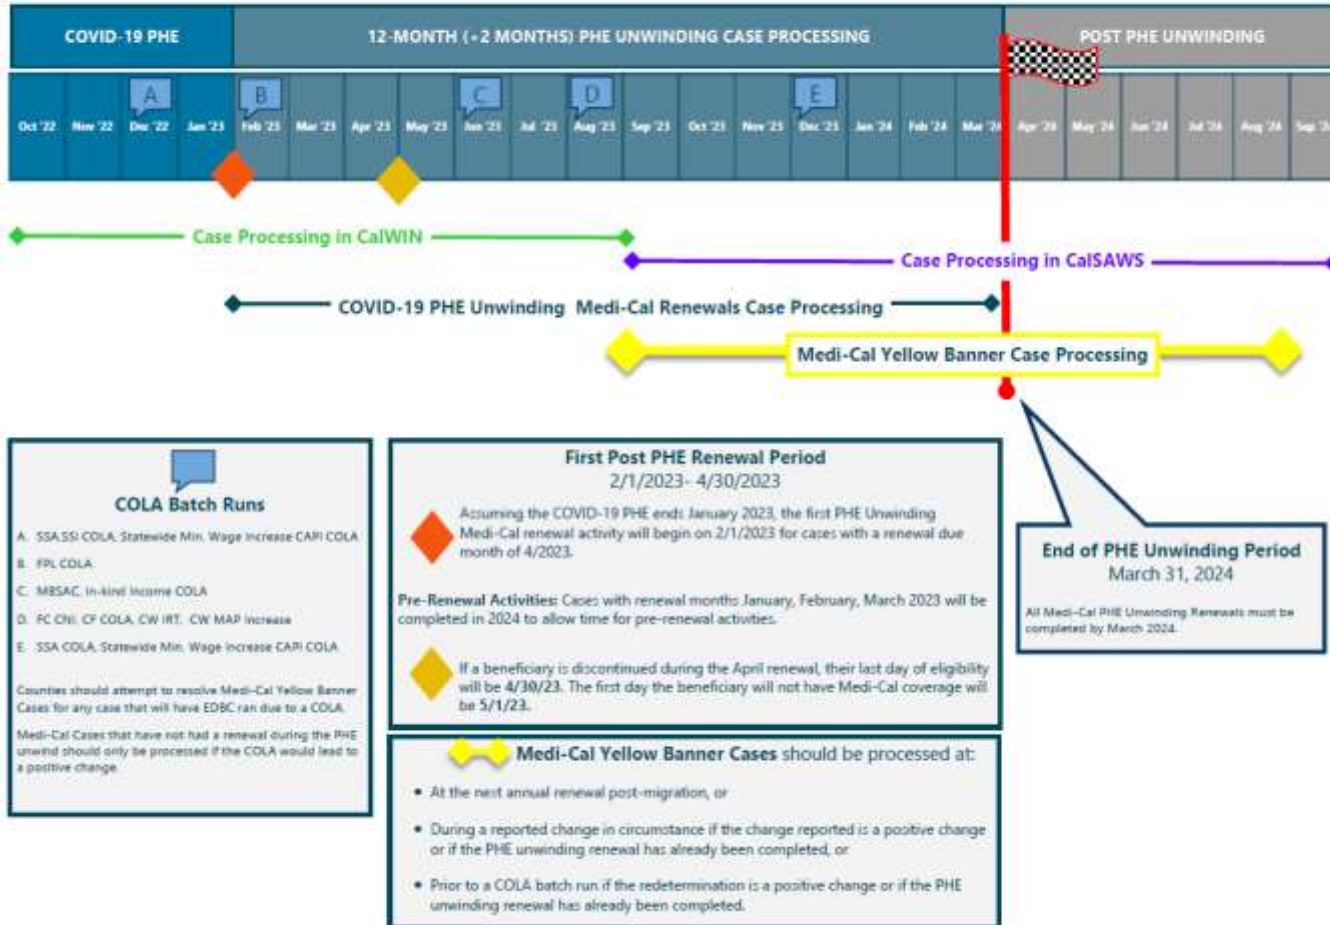 COVID-19 PHE
12-MONTH (+2 MONTHS) PHE UNWINDING CASE PROCESSING
POST PHE UNWINDING
A
B
C
D
E
Oct '22
Nov '22
Dec '22
Jan '23
Feb '23
Mar '23
Apr '23
May '23
Jun '23
Jul '23
Aug '23
Sep '23
Oct '23
Nov '23
Dec '23
Jan '24
Feb '24
Mar '24
Apr '24
May '24
Jun '24
Jul '24
Aug '24
Sep '24
Case Processing in CalWIN
Case Processing in CalSAWS
COVID-19 PHE Unwinding Medi-Cal Renewals Case Processing
Medi-Cal Yellow Banner Case Processing
COLA Batch Runs
A. SSA,SSI COLA, Statewide Min. Wage Increase CAPI COLA
B. FPL COLA
C. MBSAC, In-kind Income COLA
D. FC CNI, CF COLA, CW IRT, CW MAP Increase
E. SSA COLA, Statewide Min. Wage Increase CAPI COLA
Counties should attempt to resolve Medi-Cal Yellow Banner
Cases for any case that will have EDBC ran due to a COLA.
Medi-Cal Cases that have not had a renewal during the PHE
unwind should only be processed if the COLA would lead to
a positive change.
First Post PHE Renewal Period
2/1/2023- 4/30/2023
Assuming the COVID-19 PHE ends January 2023, the first PHE Unwinding
Medi-Cal renewal activity will begin on 2/1/2023 for cases with a renewal due
month of 4/2023.
Pre-Renewal Activities: Cases with renewal months January, February, March 2023 will be
completed in 2024 to allow time for pre-renewal activities.
If a beneficiary is discontinued during the April renewal, their last day of eligibility
will be 4/30/23. The first day the beneficiary will not have Medi-Cal coverage will
be 5/1/23.
Medi-Cal Yellow Banner Cases should be processed at:
• At the next annual renewal post-migration, or
• During a reported change in circumstance if the change reported is a positive change
or if the PHE unwinding renewal has already been completed, or
• Prior to a COLA batch run if the redetermination is a positive change or if the PHE
unwinding renewal has already been completed.
End of PHE Unwinding Period
March 31, 2024
All Medi-Cal PHE Unwinding Renewals must be
completed by March 2024.